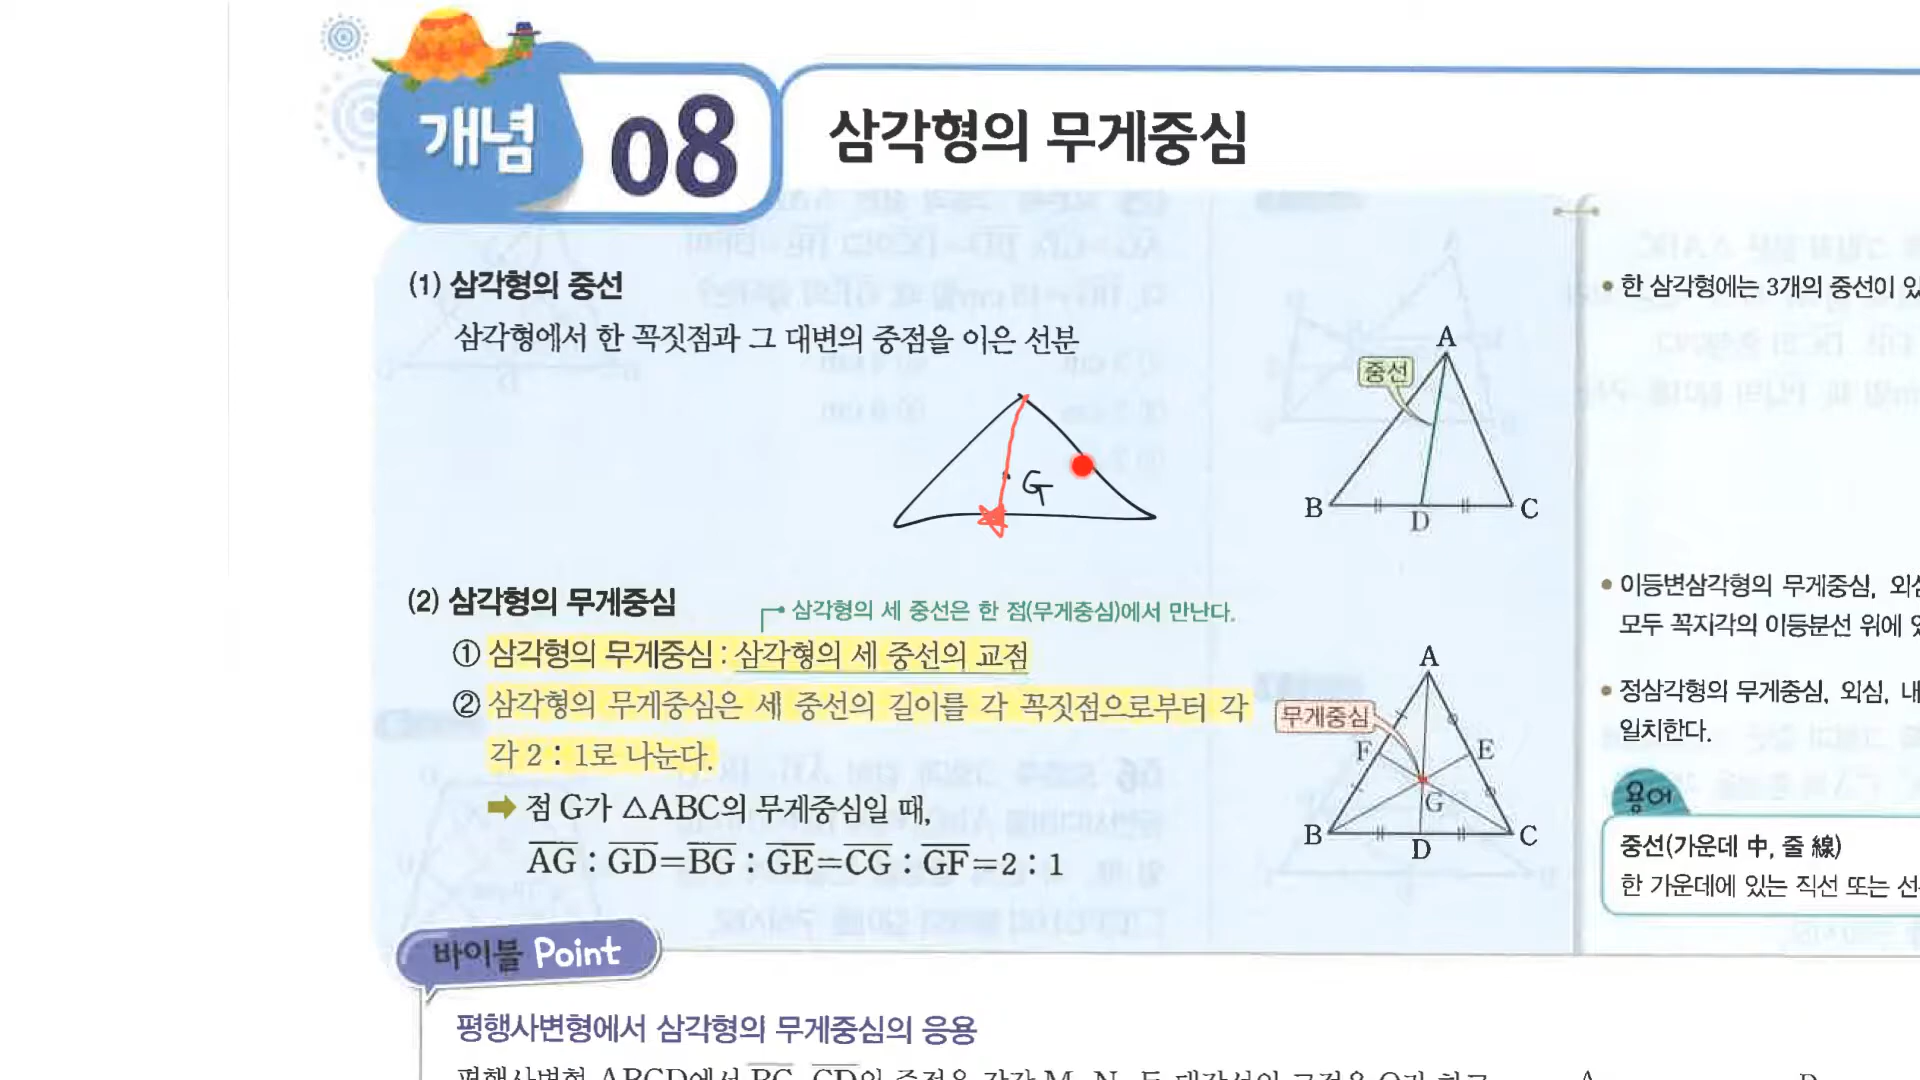 개념 08
삼각형의 무게중심
(1) 삼각형의 중선
삼각형에서 한 꼭짓점과 그 대변의 중점을 이은 선분
G
A
중선
B
D
C
(2) 삼각형의 무게중심
삼각형의 세 중선은 한 점(무게중심)에서 만난다.
① 삼각형의 무게중심 : 삼각형의 세 중선의 교점
② 삼각형의 무게중심은 세 중선의 길이를 각 꼭짓점으로부터 각
각 2 : 1로 나눈다.
➡ 점 G가 △ABC의 무게중심일 때,
A̅G̅ : G̅D̅=B̅G̅ : G̅E̅=C̅G̅ : G̅F̅=2 : 1
A
무게중심
F
E
G
B
D
C
• 한 삼각형에는 3개의 중선이
• 이등변삼각형의 무게중심,
모두 꼭지각의 이등분선 위에
• 정삼각형의 무게중심, 외심,
일치한다.
용어
중선(가운데 中, 줄 線)
한 가운데에 있는 직선 또는
바이블 Point
평행사변형에서 삼각형의 무게중심의 응용